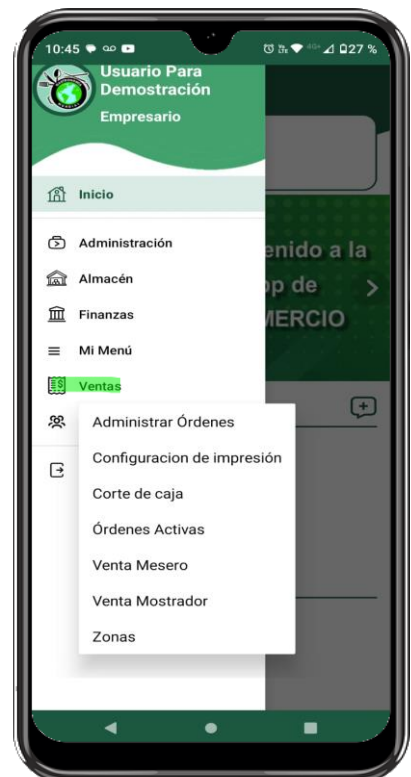 10:45
27 %
Usuario Para
Demostración
Empresario
Inicio
Administración
enido a la
Almacén
pp de
Finanzas
MERCIO
Mi Menú
Ventas
Administrar Órdenes
Configuracion de impresión
Corte de caja
Órdenes Activas
Venta Mesero
Venta Mostrador
Zonas